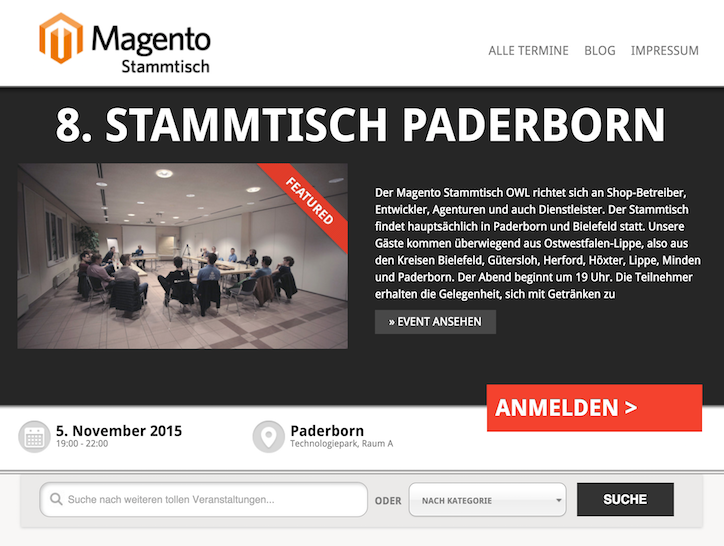 Magento
Stammtisch
ALLE TERMINE BLOG IMPRESSUM
8. STAMMTISCH PADERBORN
FEATURED
Der Magento Stammtisch OWL richtet sich an Shop-Betreiber,
Entwickler, Agenturen und auch Dienstleister. Der Stammtisch
findet hauptsächlich in Paderborn und Bielefeld statt. Unsere
Gäste kommen überwiegend aus Ostwestfalen-Lippe, also aus
den Kreisen Bielefeld, Gütersloh, Herford, Höxter, Lippe, Minden
und Paderborn. Der Abend beginnt um 19 Uhr. Die Teilnehmer
erhalten die Gelegenheit, sich mit Getränken zu
» EVENT ANSEHEN
ANMELDEN >
5. November 2015
19:00 - 22:00
Paderborn
Technologiepark, Raum A
Suche nach weiteren tollen Veranstaltungen...
ODER
NACH KATEGORIE
SUCHE